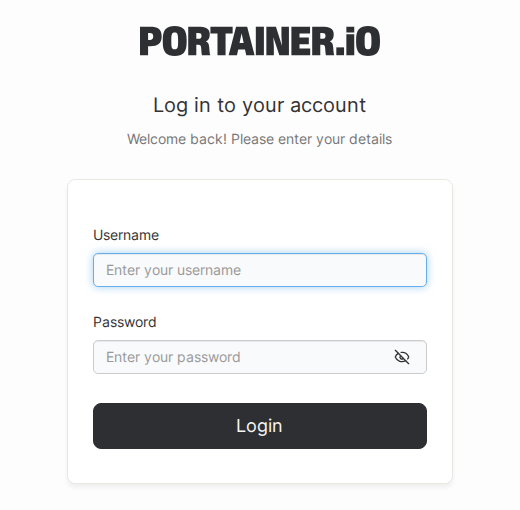 PORTAINER.iO
Log in to your account
Welcome back! Please enter your details
Username
Enter your username
Password
Enter your password
Login